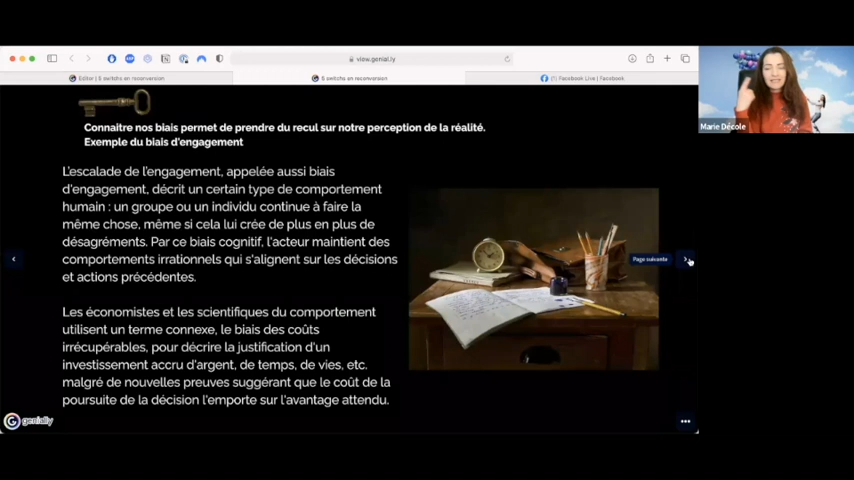 view.genial.ly
Editor | 5 switchs en reconversion
5 switchs en reconversion
(1) Facebook Live | Facebook
Marie Décole
Connaitre nos biais permet de prendre du recul sur notre perception de la réalité.
Exemple du biais d'engagement
L'escalade de l'engagement, appelée aussi biais
d'engagement, décrit un certain type de comportement
humain : un groupe ou un individu continue à faire la
même chose, même si cela lui crée de plus en plus de
désagréments. Par ce biais cognitif, l'acteur maintient des
comportements irrationnels qui s'alignent sur les décisions
et actions précédentes.
Page suivante
Les économistes et les scientifiques du comportement
utilisent un terme connexe, le biais des coûts
irrécupérables, pour décrire la justification d'un
investissement accru d'argent, de temps, de vies, etc.
malgré de nouvelles preuves suggérant que le coût de la
poursuite de la décision l'emporte sur l'avantage attendu.
genially